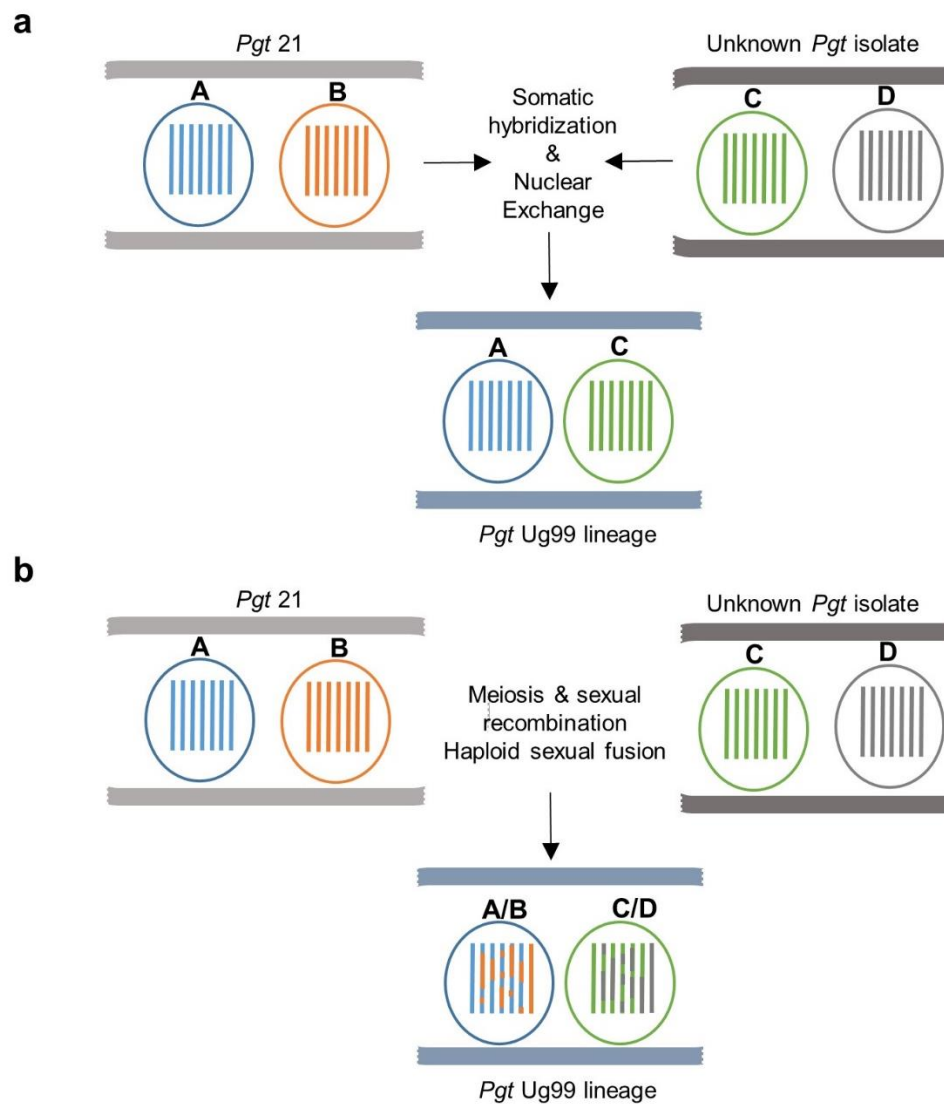 a
Pgt 21
Unknown Pgt isolate
A
B
C
D
Somatic
hybridization
&
Nuclear
Exchange
A
C
Pgt Ug99 lineage
b
Pgt 21
Unknown Pgt isolate
A
B
C
D
Meiosis & sexual
recombination
Haploid sexual fusion
A/B
C/D
Pgt Ug99 lineage